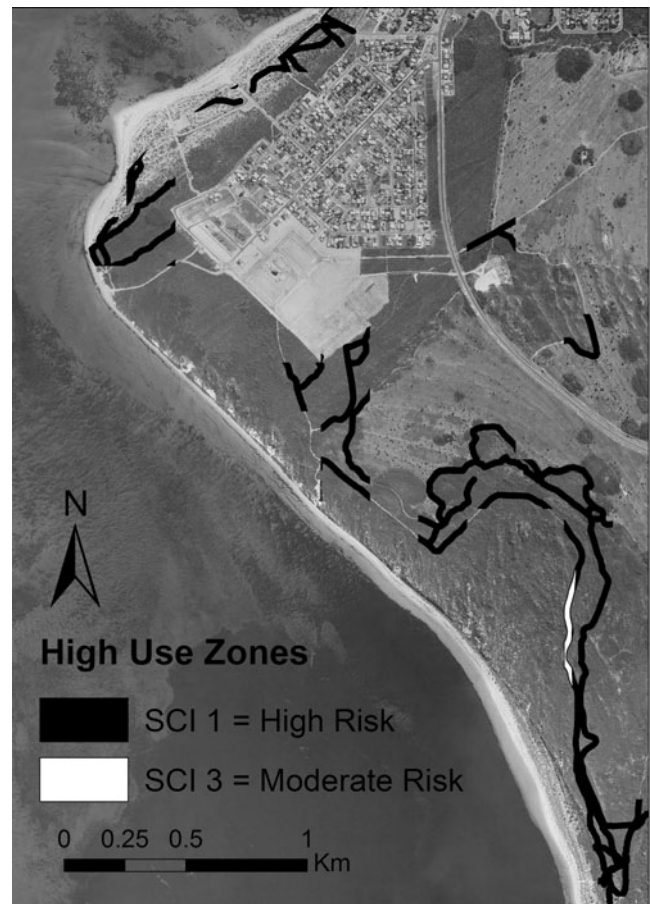 N
High Use Zones
SCI 1 = High Risk
SCI 3 = Moderate Risk
0 0.25 0.5 1
Km